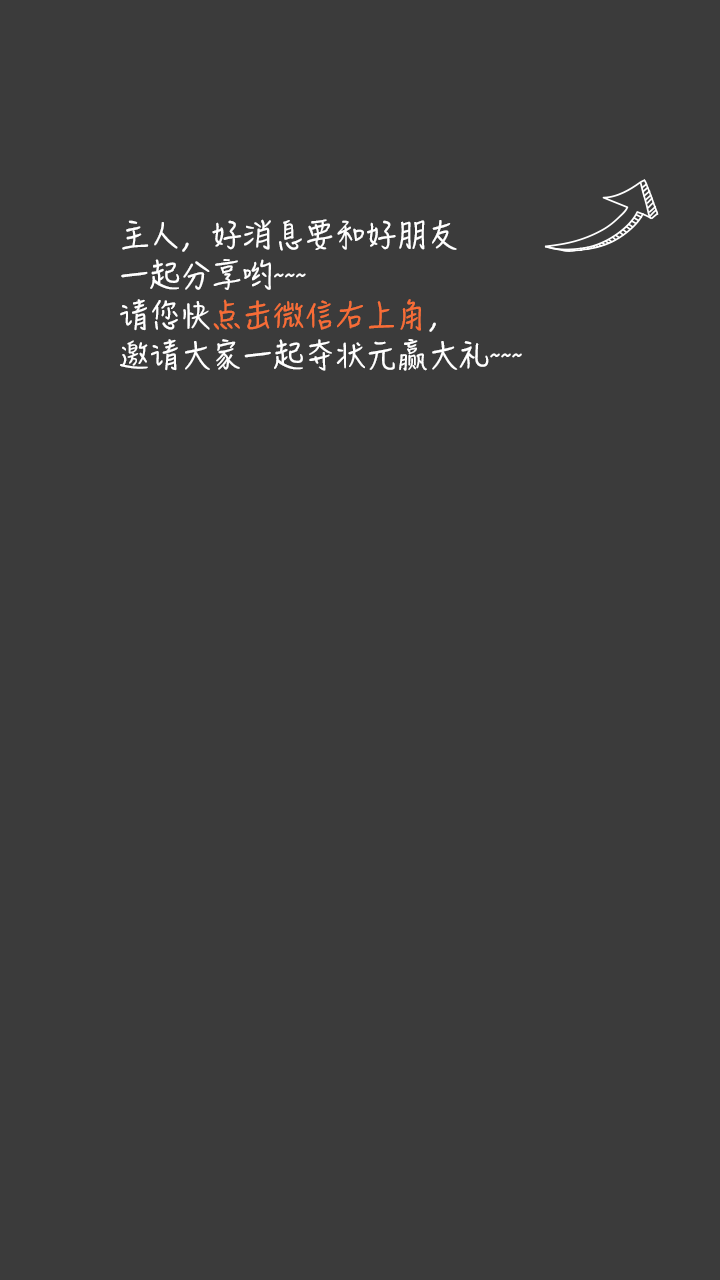 主人，好消息要和好朋友
一起分享哟~~~
请您快点击微信右上角，
邀请大家一起夺状元赢大礼~~~